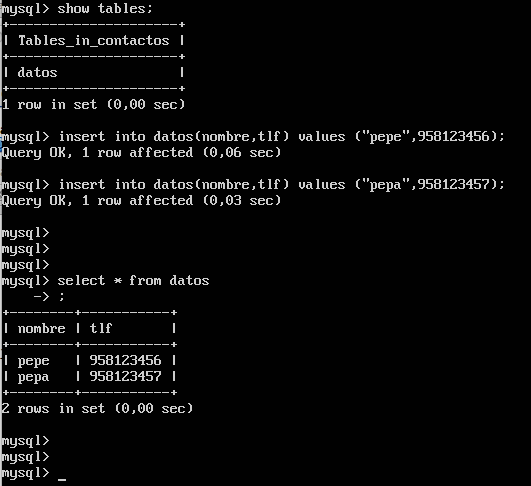 mysql> show tables;
+---------------------+
| Tables_in_contactos |
+---------------------+
| datos               |
+---------------------+
1 row in set (0,00 sec)
mysql> insert into datos(nombre,tlf) values ("pepe",958123456);
Query OK, 1 row affected (0,06 sec)
mysql> insert into datos(nombre,tlf) values ("pepa",958123457);
Query OK, 1 row affected (0,03 sec)
mysql>
mysql>
mysql>
mysql> select * from datos
    -> ;
+--------+-----------+
| nombre | tlf       |
+--------+-----------+
| pepe   | 958123456 |
| pepa   | 958123457 |
+--------+-----------+
2 rows in set (0,00 sec)
mysql>
mysql>
mysql> _